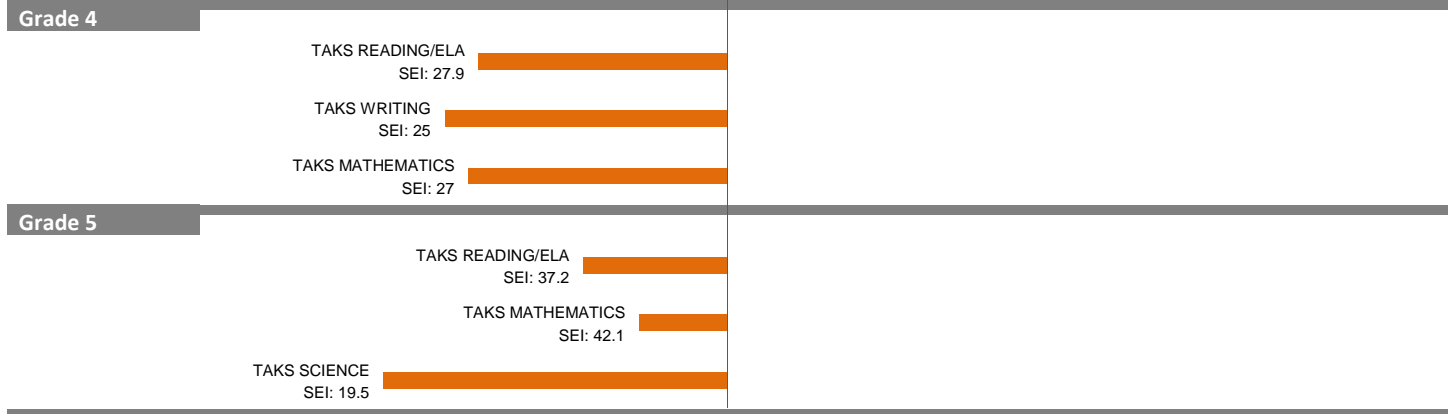 Grade 4
TAKS READING/ELA
SEI: 27.9
TAKS WRITING
SEI: 25
TAKS MATHEMATICS
SEI: 27
Grade 5
TAKS READING/ELA
SEI: 37.2
TAKS MATHEMATICS
SEI: 42.1
TAKS SCIENCE
SEI: 19.5